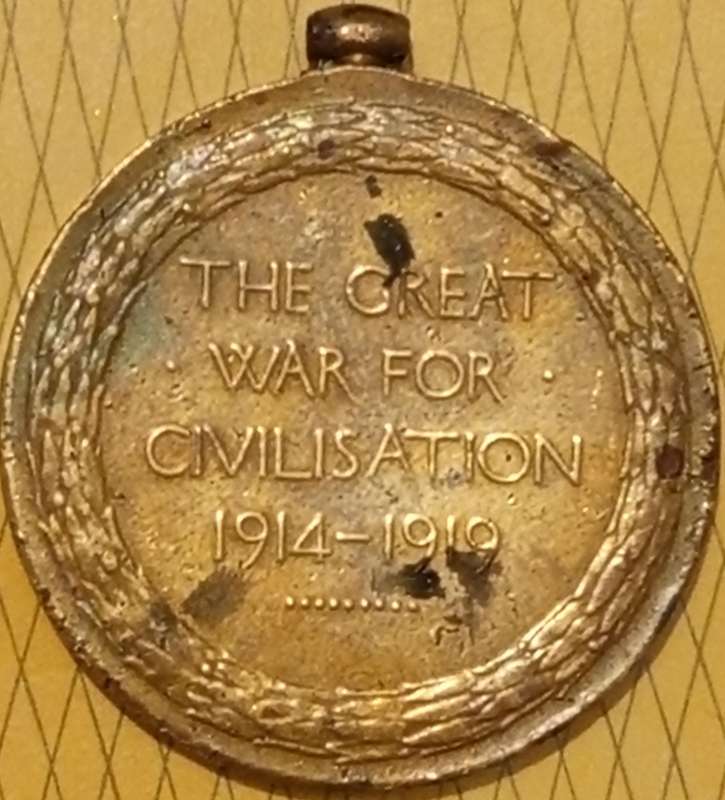 THE GREAT
· WAR FOR ·
CIVILISATION
1914–1919